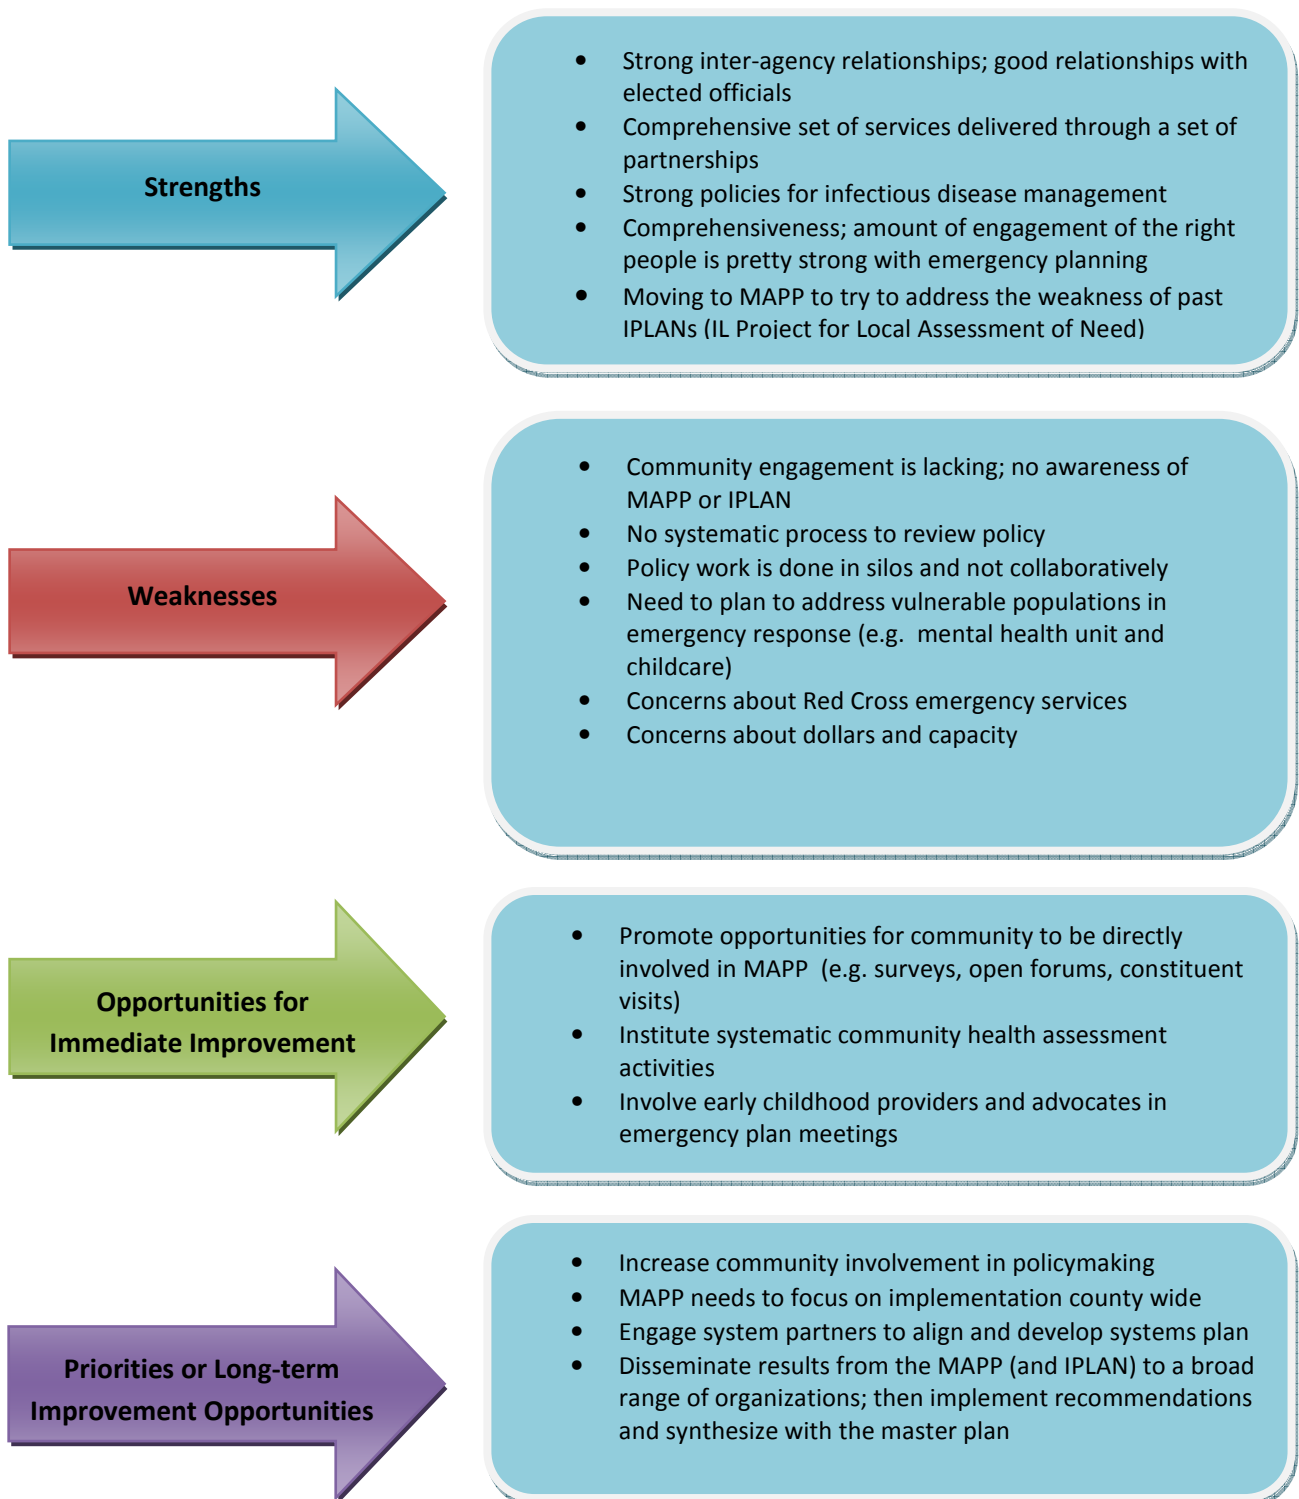 Strengths
• Strong inter-agency relationships; good relationships with
elected officials
• Comprehensive set of services delivered through a set of
partnerships
• Strong policies for infectious disease management
• Comprehensiveness; amount of engagement of the right
people is pretty strong with emergency planning
• Moving to MAPP to try to address the weakness of past
IPLANs (IL Project for Local Assessment of Need)
Weaknesses
• Community engagement is lacking; no awareness of
MAPP or IPLAN
• No systematic process to review policy
• Policy work is done in silos and not collaboratively
• Need to plan to address vulnerable populations in
emergency response (e.g.  mental health unit and
childcare)
• Concerns about Red Cross emergency services
• Concerns about dollars and capacity
Opportunities for
Immediate Improvement
• Promote opportunities for community to be directly
involved in MAPP  (e.g. surveys, open forums, constituent
visits)
• Institute systematic community health assessment
activities
• Involve early childhood providers and advocates in
emergency plan meetings
Priorities or Long-term
Improvement Opportunities
• Increase community involvement in policymaking
• MAPP needs to focus on implementation county wide
• Engage system partners to align and develop systems plan
• Disseminate results from the MAPP (and IPLAN) to a broad
range of organizations; then implement recommendations
and synthesize with the master plan